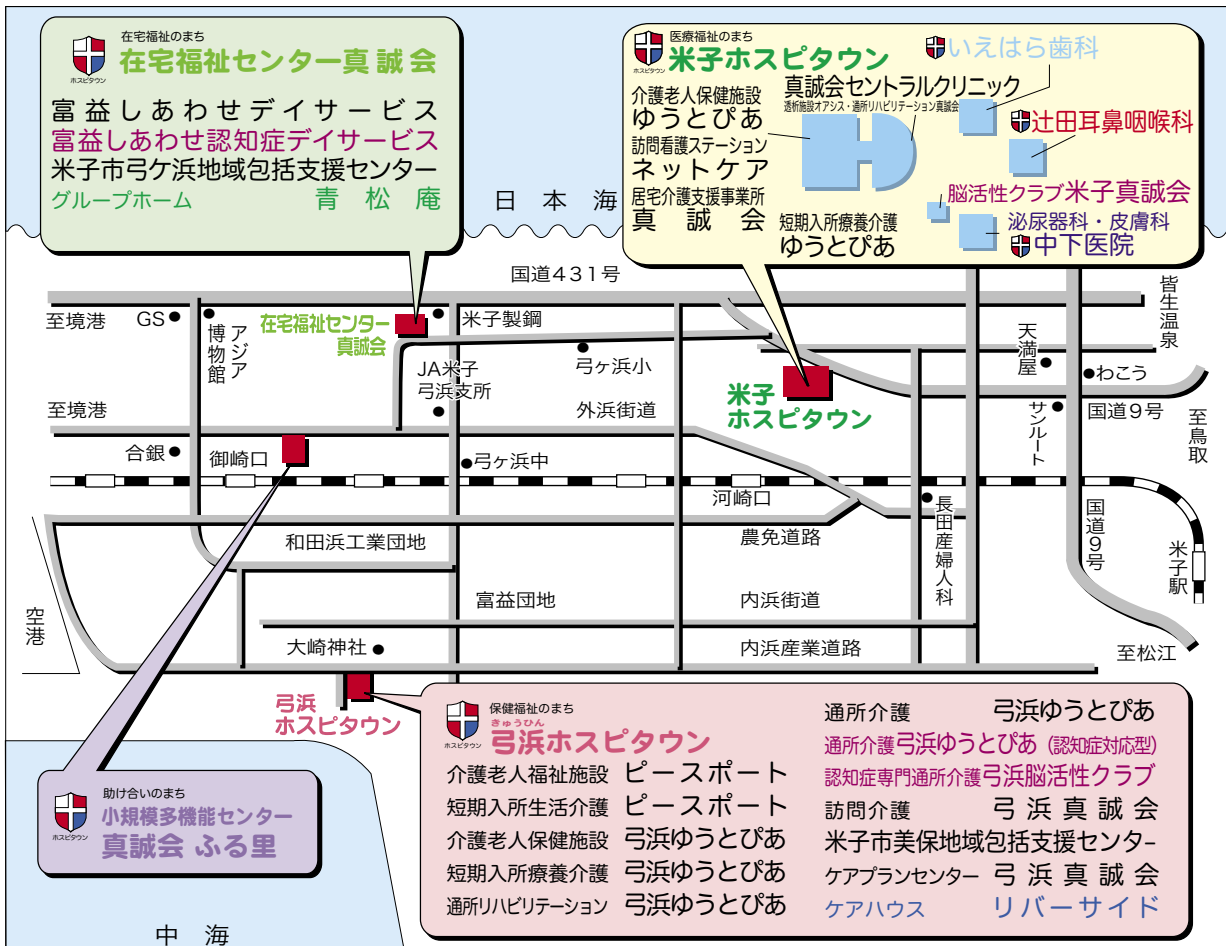 在宅福祉のまち
ホスピタウン
在宅福祉センター真誠会
富益しあわせデイサービス
富益しあわせ認知症デイサービス
米子市弓ケ浜地域包括支援センター
グループホーム 青松庵
医療福祉のまち
ホスピタウン
米子ホスピタウン
いえはら歯科
真誠会セントラルクリニック
透析施設オアシス・通所リハビリテーション真誠会
介護老人保健施設
ゆうとぴあ
訪問看護ステーション
ネットケア
居宅介護支援事業所
真誠会
短期入所療養介護
ゆうとぴあ
辻田耳鼻咽喉科
脳活性クラブ米子真誠会
泌尿器科・皮膚科
中下医院
日本海
国道431号
至境港
GS
アジア
博物館
在宅福祉センター
真誠会
米子製鋼
JA米子
弓浜支所
弓ヶ浜小
米子
ホスピタウン
天満屋
皆生温泉
わこう
至境港
外浜街道
サンルート
国道9号
至鳥取
合銀
御崎口
弓ヶ浜中
河崎口
長田産婦人科
国道9号
米子駅
和田浜工業団地
農免道路
空港
富益団地
内浜街道
大崎神社
内浜産業道路
至松江
弓浜
ホスピタウン
助け合いのまち
ホスピタウン
小規模多機能センター
真誠会 ふる里
中海
保健福祉のまち
ホスピタウン
きゅうひん
弓浜ホスピタウン
介護老人福祉施設 ピースポート
短期入所生活介護 ピースポート
介護老人保健施設 弓浜ゆうとぴあ
短期入所療養介護 弓浜ゆうとぴあ
通所リハビリテーション 弓浜ゆうとぴあ
通所介護 弓浜ゆうとぴあ
通所介護弓浜ゆうとぴあ (認知症対応型)
認知症専門通所介護弓浜脳活性クラブ
訪問介護 弓浜真誠会
米子市美保地域包括支援センター
ケアプランセンター 弓浜真誠会
ケアハウス リバーサイド